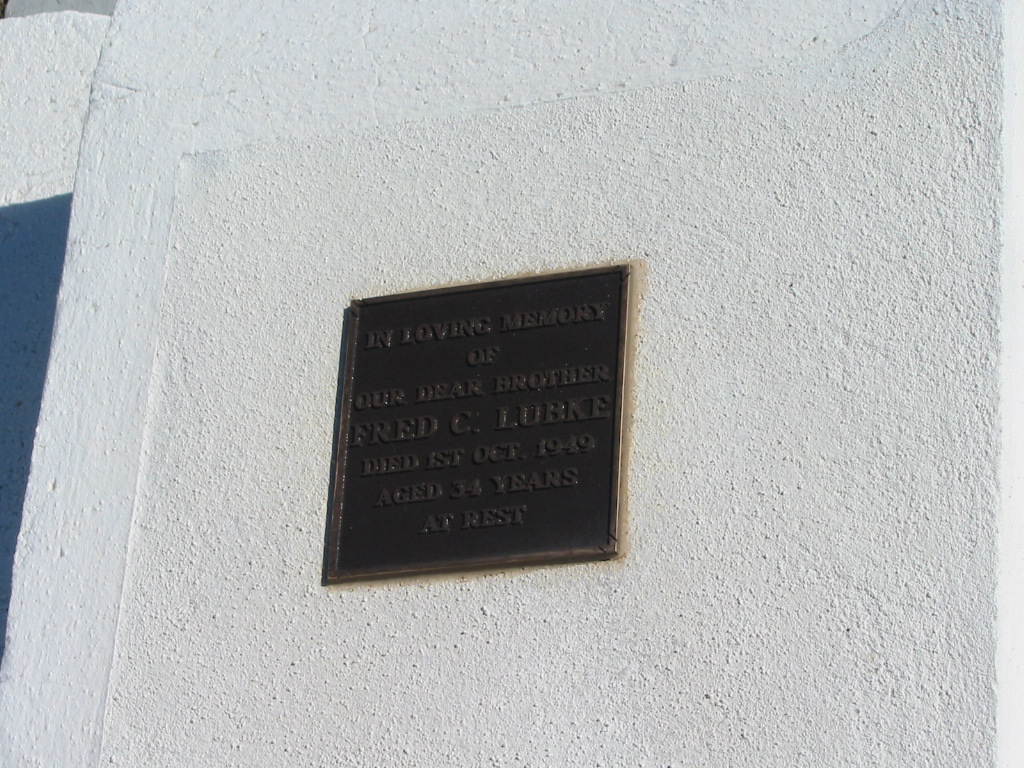 IN LOVING MEMORY
OF
OUR DEAR BROTHER
FRED C. LUBKE
DIED 1ST OCT. 1949
AGED 34 YEARS
AT REST